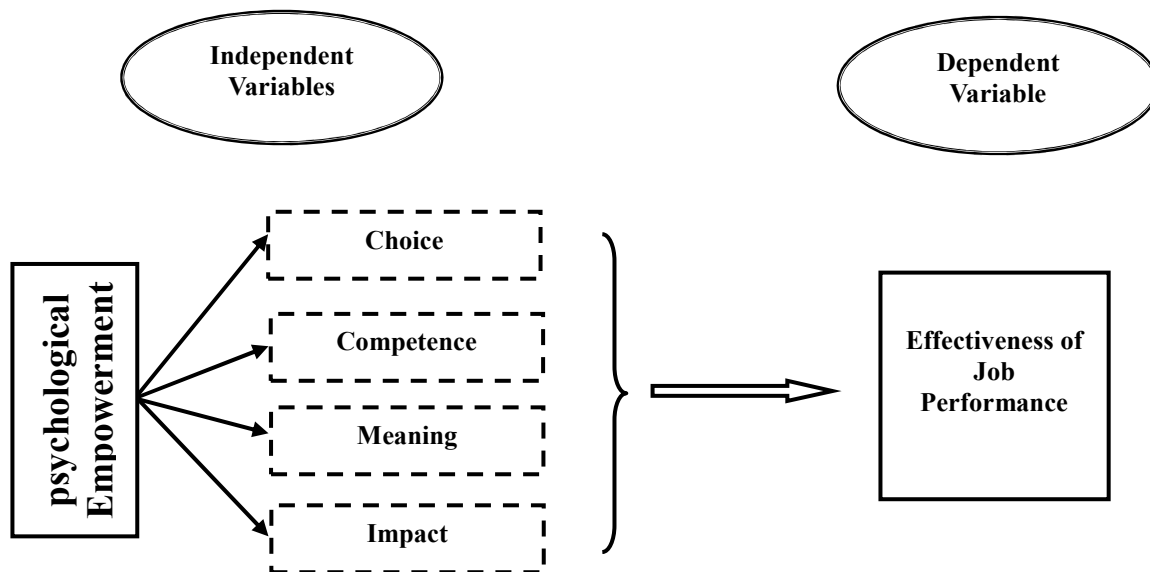 Independent
Variables
Dependent
Variable
psychological
Empowerment
Choice
Competence
Meaning
Impact
Effectiveness of
Job
Performance